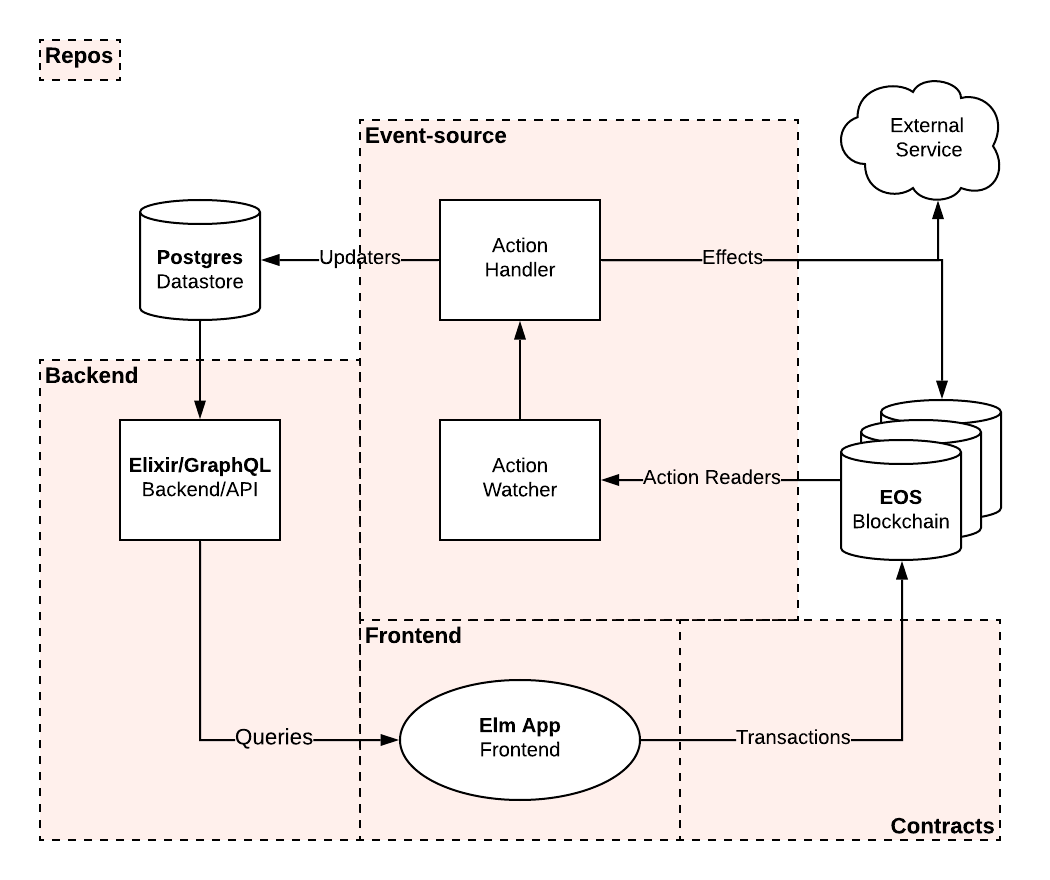 Repos
External
Service
Event-source
Action
Handler
Updaters
Effects
Postgres
Datastore
Backend
Elixir/GraphQL
Backend/API
Action
Watcher
Action Readers
EOS
Blockchain
Frontend
Elm App
Frontend
Queries
Transactions
Contracts